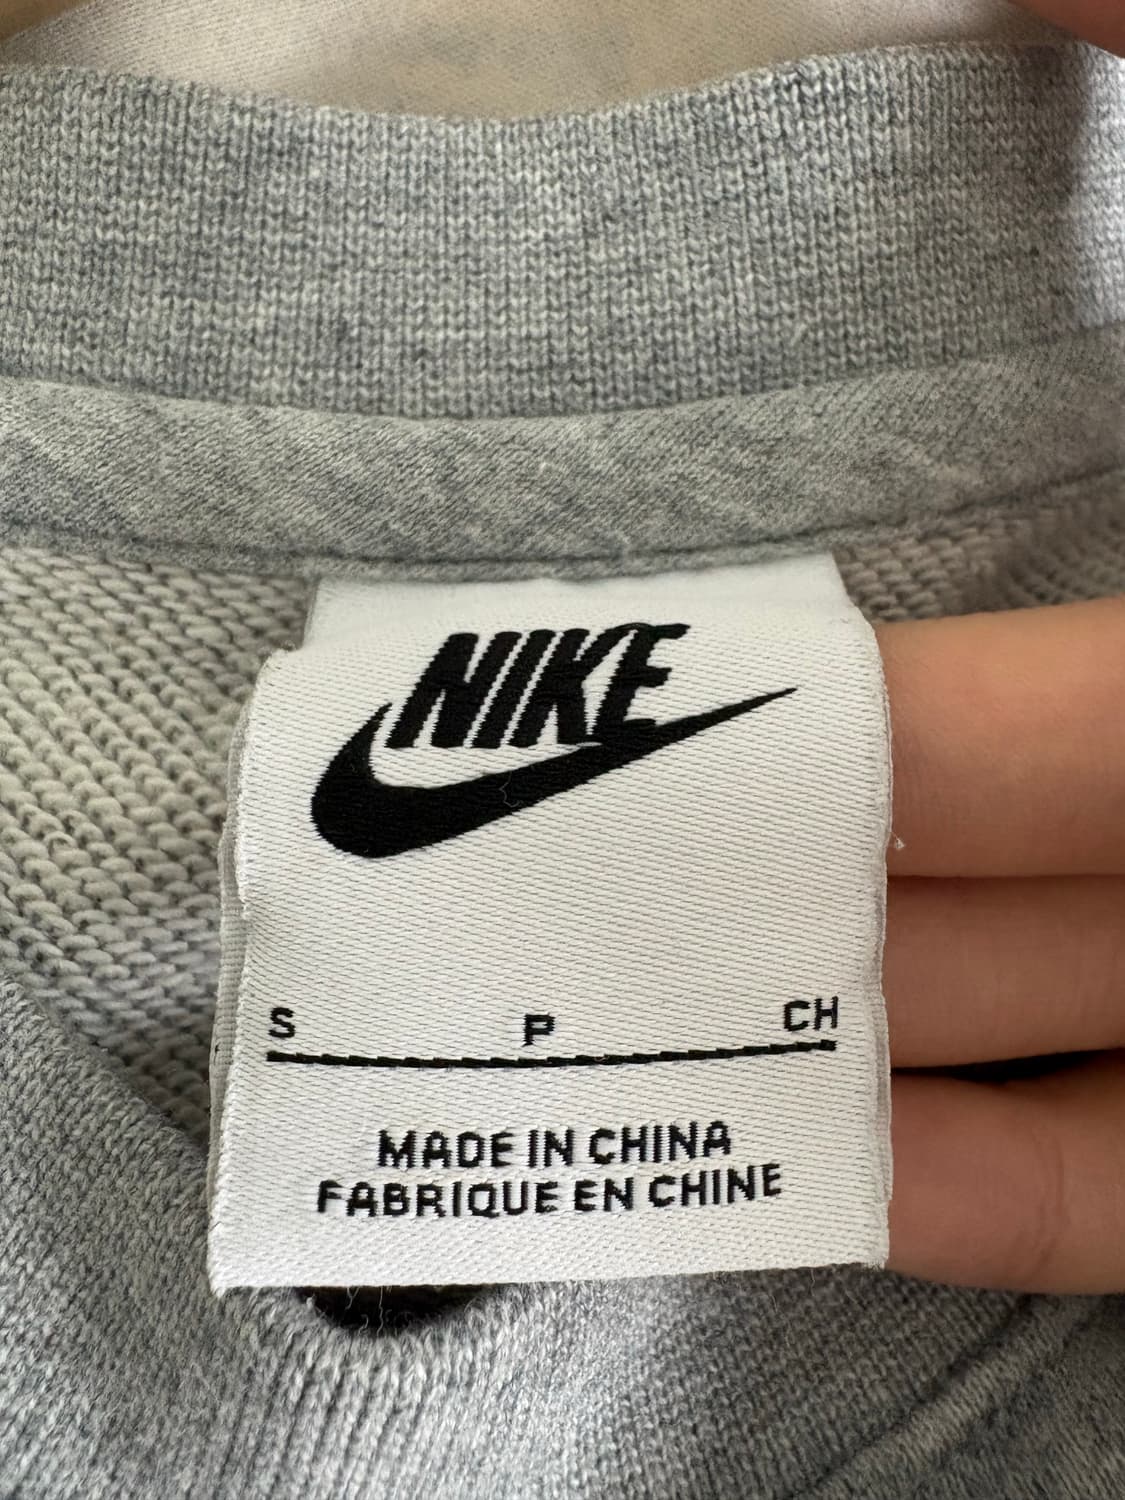 NIKE
S P CH
MADE IN CHINA
FABRIQUE EN CHINE